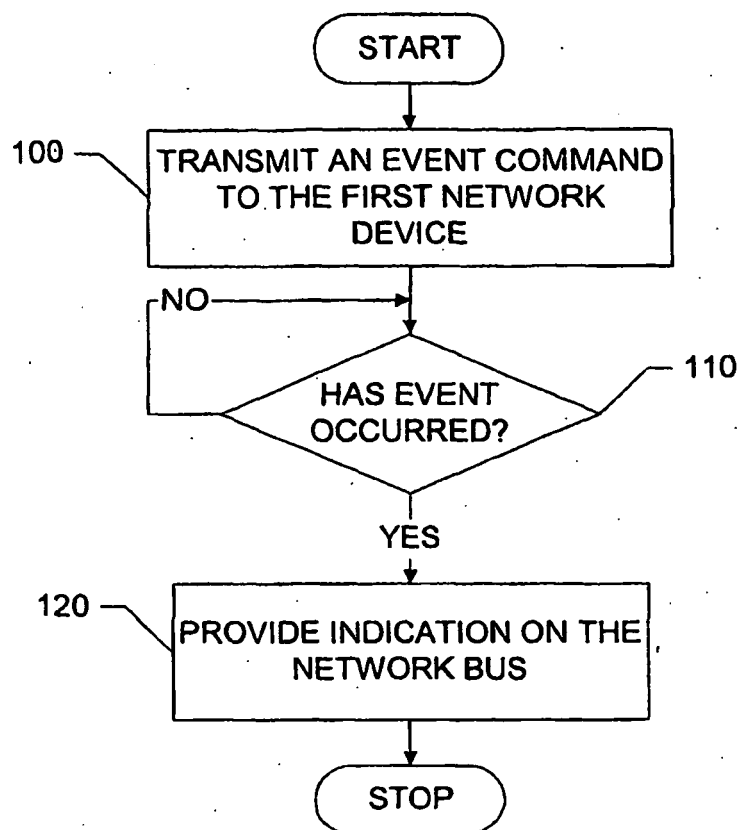 START
100
TRANSMIT AN EVENT COMMAND
TO THE FIRST NETWORK
DEVICE
NO
HAS EVENT
OCCURRED?
110
YES
120
PROVIDE INDICATION ON THE
NETWORK BUS
STOP